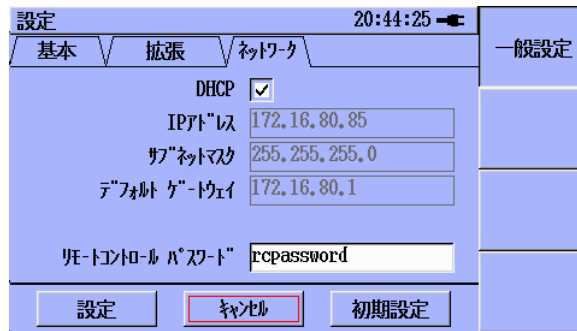 設定 20:44:25
基本 拡張 ﾈｯﾄﾜｰｸ
一般設定
DHCP
IPｱﾄﾞﾚｽ 172.16.80.85
ｻﾌﾞﾈｯﾄﾏｽｸ 255.255.255.0
ﾃﾞﾌｫﾙﾄ ｹﾞｰﾄｳｪｲ 172.16.80.1
ﾘﾓｰﾄｺﾝﾄﾛｰﾙ ﾊﾟｽﾜｰﾄﾞ rcpassword
設定 ｷｬﾝｾﾙ 初期設定